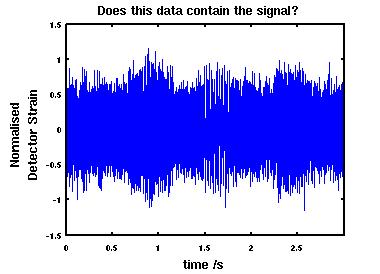 Does this data contain the signal?
1.5
1
0.5
0
-0.5
-1
-1.5
Normalised
Detector Strain
0 0.5 1 1.5 2 2.5
time /s